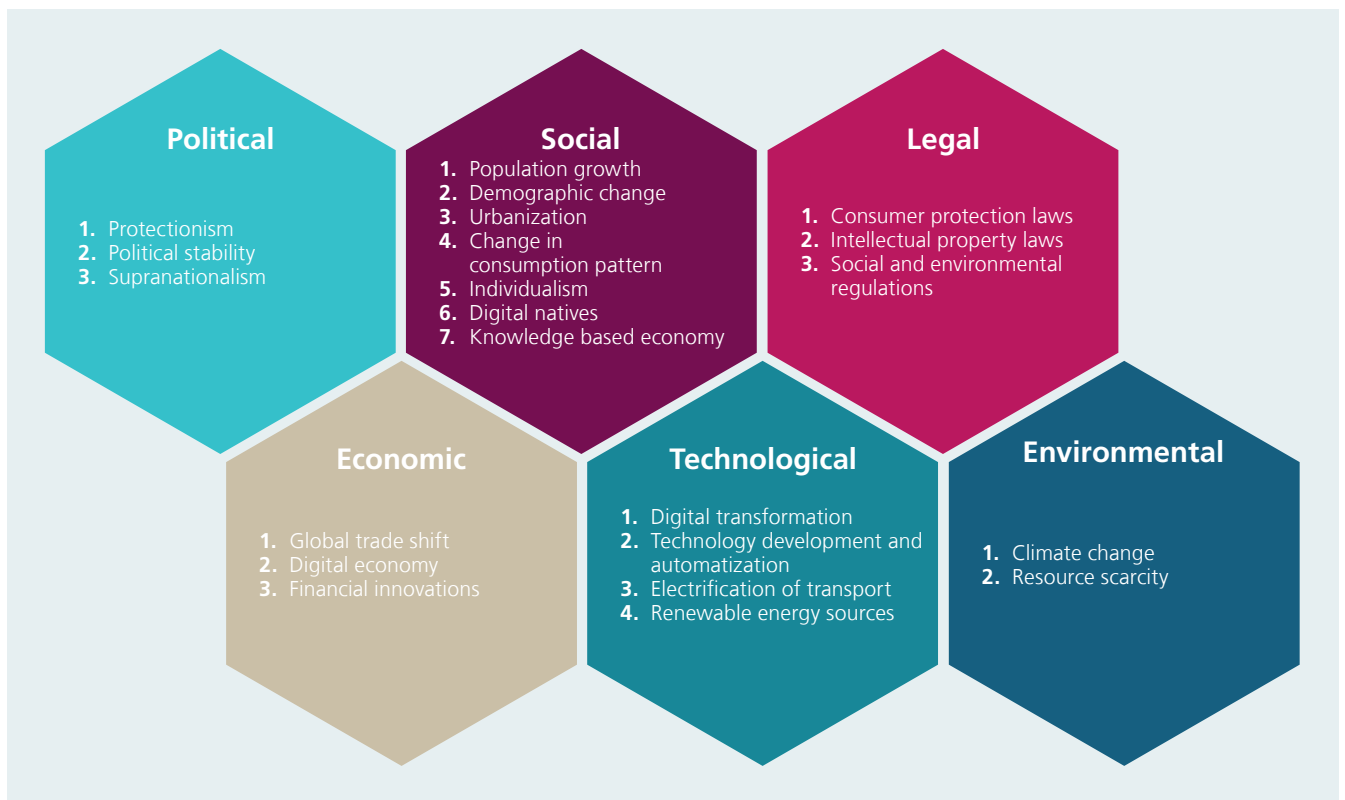 Political
1. Protectionism
2. Political stability
3. Supranationalism
Social
1. Population growth
2. Demographic change
3. Urbanization
4. Change in
consumption pattern
5. Individualism
6. Digital natives
7. Knowledge based economy
Legal
1. Consumer protection laws
2. Intellectual property laws
3. Social and environmental
regulations
Economic
1. Global trade shift
2. Digital economy
3. Financial innovations
Technological
1. Digital transformation
2. Technology development and
automatization
3. Electrification of transport
4. Renewable energy sources
Environmental
1. Climate change
2. Resource scarcity